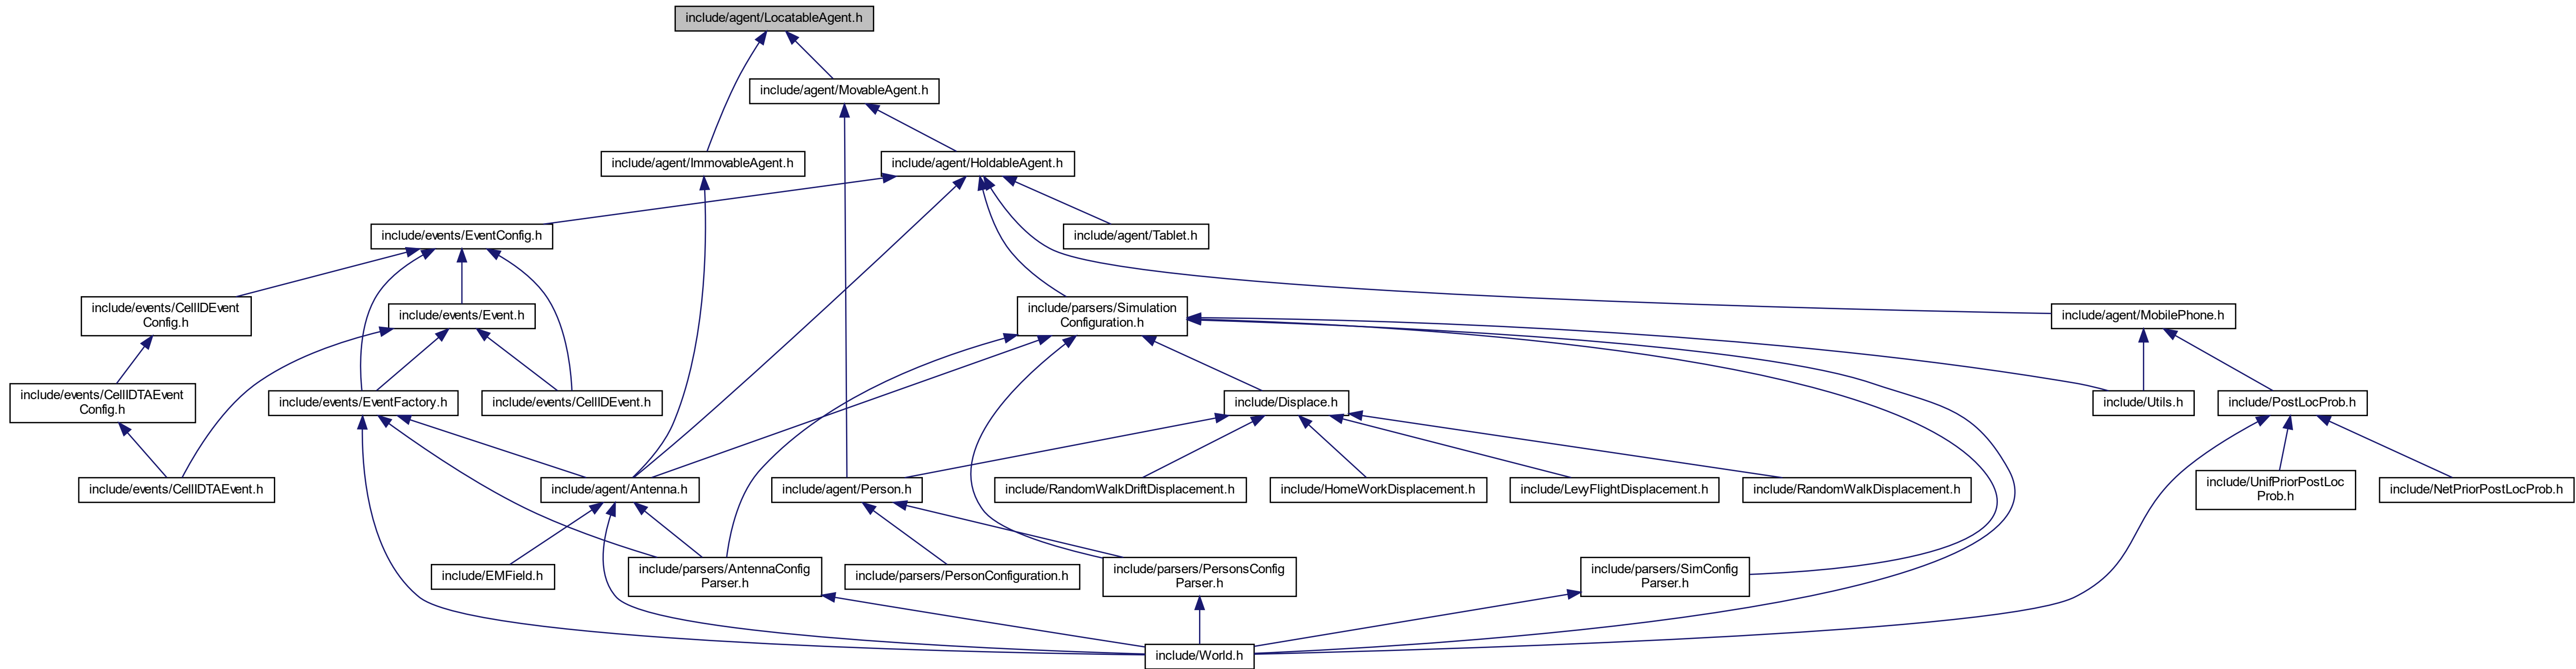 include/agent/LocatableAgent.h
include/agent/MovableAgent.h
include/agent/ImmovableAgent.h
include/agent/HoldableAgent.h
include/events/EventConfig.h
include/agent/Tablet.h
include/events/CellIDEvent
Config.h
include/events/Event.h
include/parsers/Simulation
Configuration.h
include/agent/MobilePhone.h
include/events/CellIDTAEvent
Config.h
include/events/EventFactory.h
include/events/CellIDEvent.h
include/Displace.h
include/Utils.h
include/PostLocProb.h
include/events/CellIDTAEvent.h
include/agent/Antenna.h
include/agent/Person.h
include/RandomWalkDriftDisplacement.h
include/HomeWorkDisplacement.h
include/LevyFlightDisplacement.h
include/RandomWalkDisplacement.h
include/UnifPriorPostLoc
Prob.h
include/NetPriorPostLocProb.h
include/EMField.h
include/parsers/AntennaConfig
Parser.h
include/parsers/PersonConfiguration.h
include/parsers/PersonsConfig
Parser.h
include/parsers/SimConfig
Parser.h
include/World.h